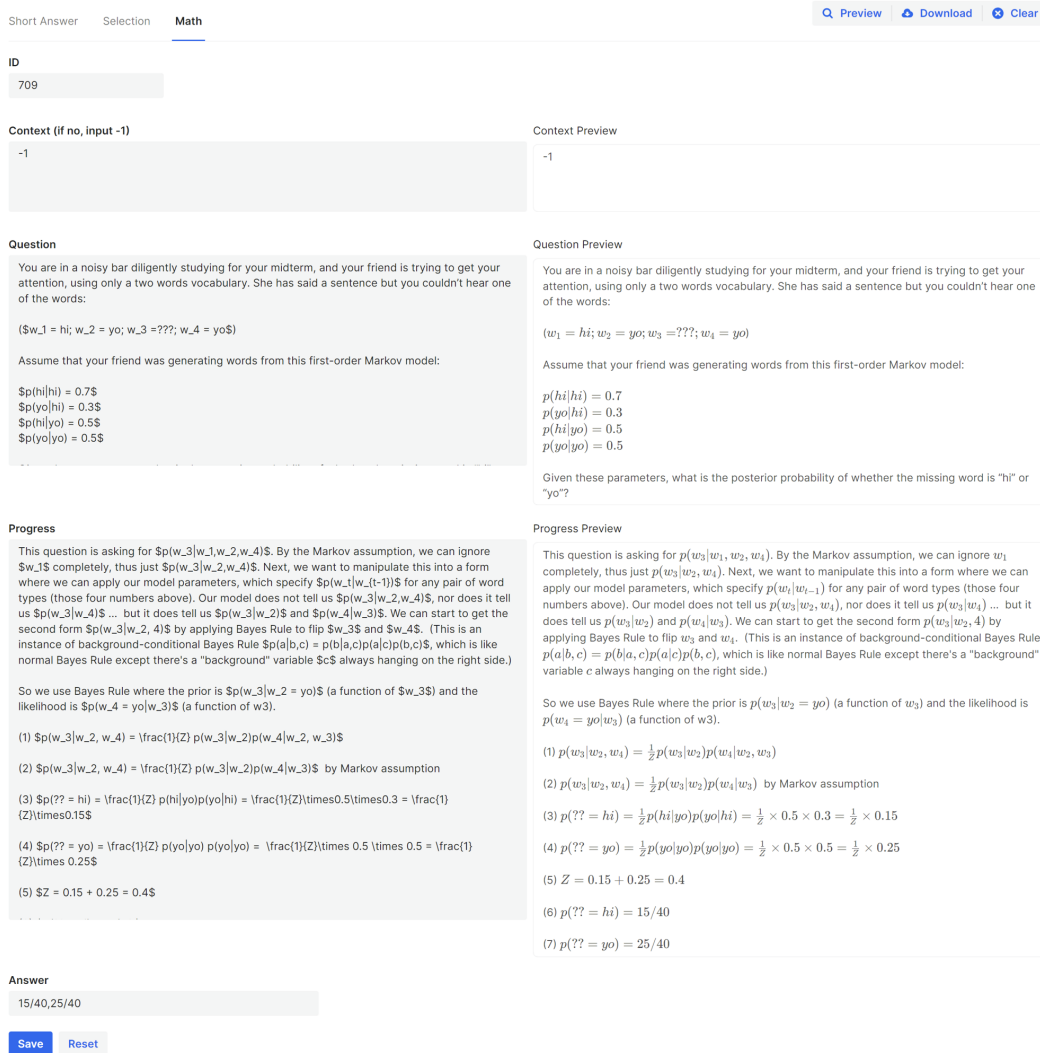 Short Answer Selection Math Preview Download Clear
ID
709
Context (if no, input -1) Context Preview
-1 -1
Question
You are in a noisy bar diligently studying for your midterm, and your friend is trying to get your
attention, using only a two words vocabulary. She has said a sentence but you couldn't hear one
of the words:
($w_1 = hi; w_2 = yo; w_3 =???; w_4 = yo$)
Assume that your friend was generating words from this first-order Markov model:
$p(hi|hi) = 0.7$
$p(yo|hi) = 0.3$
$p(hi|yo) = 0.5$
$p(yo|yo) = 0.5$
Question Preview
You are in a noisy bar diligently studying for your midterm, and your friend is trying to get your
attention, using only a two words vocabulary. She has said a sentence but you couldn't hear one
of the words:
(w₁ = hi; w₂ = yo; w₃ =???; w₄ = yo)
Assume that your friend was generating words from this first-order Markov model:
p(hi|hi) = 0.7
p(yo|hi) = 0.3
p(hi|yo) = 0.5
p(yo|yo) = 0.5
Given these parameters, what is the posterior probability of whether the missing word is "hi" or
"yo"?
Progress
This question is asking for $p(w_3|w_1,w_2,w_4)$. By the Markov assumption, we can ignore
$w_1$ completely, thus just $p(w_3|w_2,w_4)$. Next, we want to manipulate this into a form
where we can apply our model parameters, which specify $p(w_t|w_{t-1})$ for any pair of word
types (those four numbers above). Our model does not tell us $p(w_3|w_2,w_4)$, nor does it tell
us $p(w_3|w_4)$ ... but it does tell us $p(w_3|w_2)$ and $p(w_4|w_3)$. We can start to get the
second form $p(w_3|w_2, 4)$ by applying Bayes Rule to flip $w_3$ and $w_4$. (This is an
instance of background-conditional Bayes Rule $p(a|b,c) = p(b|a,c)p(a|c)p(b,c)$, which is like
normal Bayes Rule except there's a "background" variable $c$ always hanging on the right side.)
So we use Bayes Rule where the prior is $p(w_3|w_2 = yo)$ (a function of $w_3$) and the
likelihood is $p(w_4 = yo|w_3)$ (a function of w3).
(1) $p(w_3|w_2, w_4) = \frac{1}{Z} p(w_3|w_2)p(w_4|w_2, w_3)$
(2) $p(w_3|w_2, w_4) = \frac{1}{Z} p(w_3|w_2)p(w_4|w_3)$ by Markov assumption
(3) $p(?? = hi) = \frac{1}{Z} p(hi|yo)p(yo|hi) = \frac{1}{Z}\times0.5\times0.3 = \frac{1}
{Z}\times0.15$
(4) $p(?? = yo) = \frac{1}{Z} p(yo|yo) p(yo|yo) = \frac{1}{Z}\times 0.5 \times 0.5 = \frac{1}
{Z}\times 0.25$
(5) $Z = 0.15 + 0.25 = 0.4$
Progress Preview
This question is asking for p(w₃|w₁, w₂, w₄). By the Markov assumption, we can ignore w₁
completely, thus just p(w₃|w₂, w₄). Next, we want to manipulate this into a form where we can
apply our model parameters, which specify p(wₜ|wₜ₋₁) for any pair of word types (those four
numbers above). Our model does not tell us p(w₃|w₂, w₄), nor does it tell us p(w₃|w₄) ... but it
does tell us p(w₃|w₂) and p(w₄|w₃). We can start to get the second form p(w₃|w₂, 4) by
applying Bayes Rule to flip w₃ and w₄. (This is an instance of background-conditional Bayes Rule
p(a|b, c) = p(b|a, c)p(a|c)p(b, c), which is like normal Bayes Rule except there's a "background"
variable c always hanging on the right side.)
So we use Bayes Rule where the prior is p(w₃|w₂ = yo) (a function of w₃) and the likelihood is
p(w₄ = yo|w₃) (a function of w3).
(1) p(w₃|w₂, w₄) = 1/Z p(w₃|w₂)p(w₄|w₂, w₃)
(2) p(w₃|w₂, w₄) = 1/Z p(w₃|w₂)p(w₄|w₃) by Markov assumption
(3) p(?? = hi) = 1/Z p(hi|yo)p(yo|hi) = 1/Z × 0.5 × 0.3 = 1/Z × 0.15
(4) p(?? = yo) = 1/Z p(yo|yo)p(yo|yo) = 1/Z × 0.5 × 0.5 = 1/Z × 0.25
(5) Z = 0.15 + 0.25 = 0.4
(6) p(?? = hi) = 15/40
(7) p(?? = yo) = 25/40
Answer
15/40,25/40
Save Reset